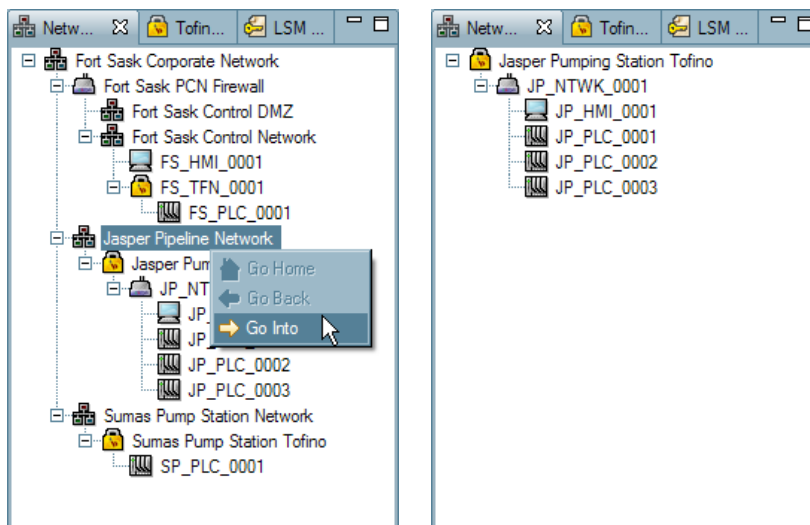 Netw... Tofin... LSM ...
Fort Sask Corporate Network
Fort Sask PCN Firewall
Fort Sask Control DMZ
Fort Sask Control Network
FS_HMI_0001
FS_TFN_0001
FS_PLC_0001
Jasper Pipeline Network
Jasper Pum
JP_NT
JP_
JP_
JP_PLC_0002
JP_PLC_0003
Sumas Pump Station Network
Sumas Pump Station Tofino
SP_PLC_0001
Go Home
Go Back
Go Into
Netw... Tofin... LSM ...
Jasper Pumping Station Tofino
JP_NTWK_0001
JP_HMI_0001
JP_PLC_0001
JP_PLC_0002
JP_PLC_0003